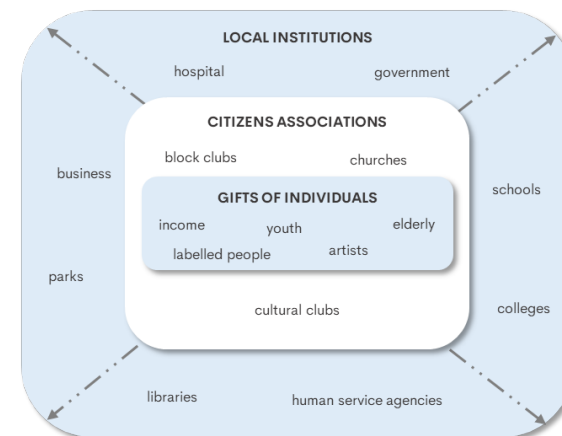 LOCAL INSTITUTIONS
hospital
government
CITIZENS ASSOCIATIONS
block clubs
churches
business
schools
GIFTS OF INDIVIDUALS
income
youth
elderly
labelled people
artists
parks
colleges
cultural clubs
libraries
human service agencies